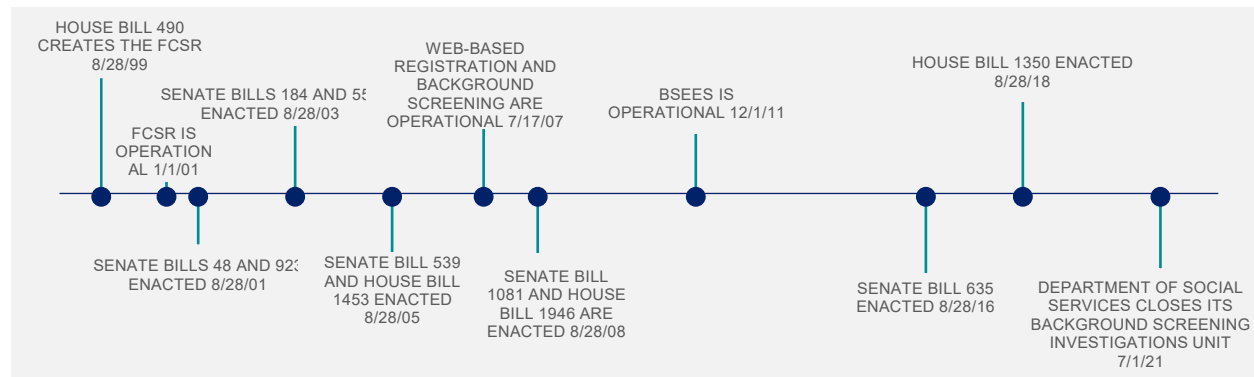 HOUSE BILL 490
CREATES THE FCSR
8/28/99
FCSR IS
OPERATION
AL 1/1/01
SENATE BILLS 48 AND 923
ENACTED 8/28/01
SENATE BILLS 184 AND 55
ENACTED 8/28/03
SENATE BILL 539
AND HOUSE BILL
1453 ENACTED
8/28/05
WEB-BASED
REGISTRATION AND
BACKGROUND
SCREENING ARE
OPERATIONAL 7/17/07
SENATE BILL
1081 AND HOUSE
BILL 1946 ARE
ENACTED 8/28/08
BSEES IS
OPERATIONAL 12/1/11
SENATE BILL 635
ENACTED 8/28/16
HOUSE BILL 1350 ENACTED
8/28/18
DEPARTMENT OF SOCIAL
SERVICES CLOSES ITS
BACKGROUND SCREENING
INVESTIGATIONS UNIT
7/1/21